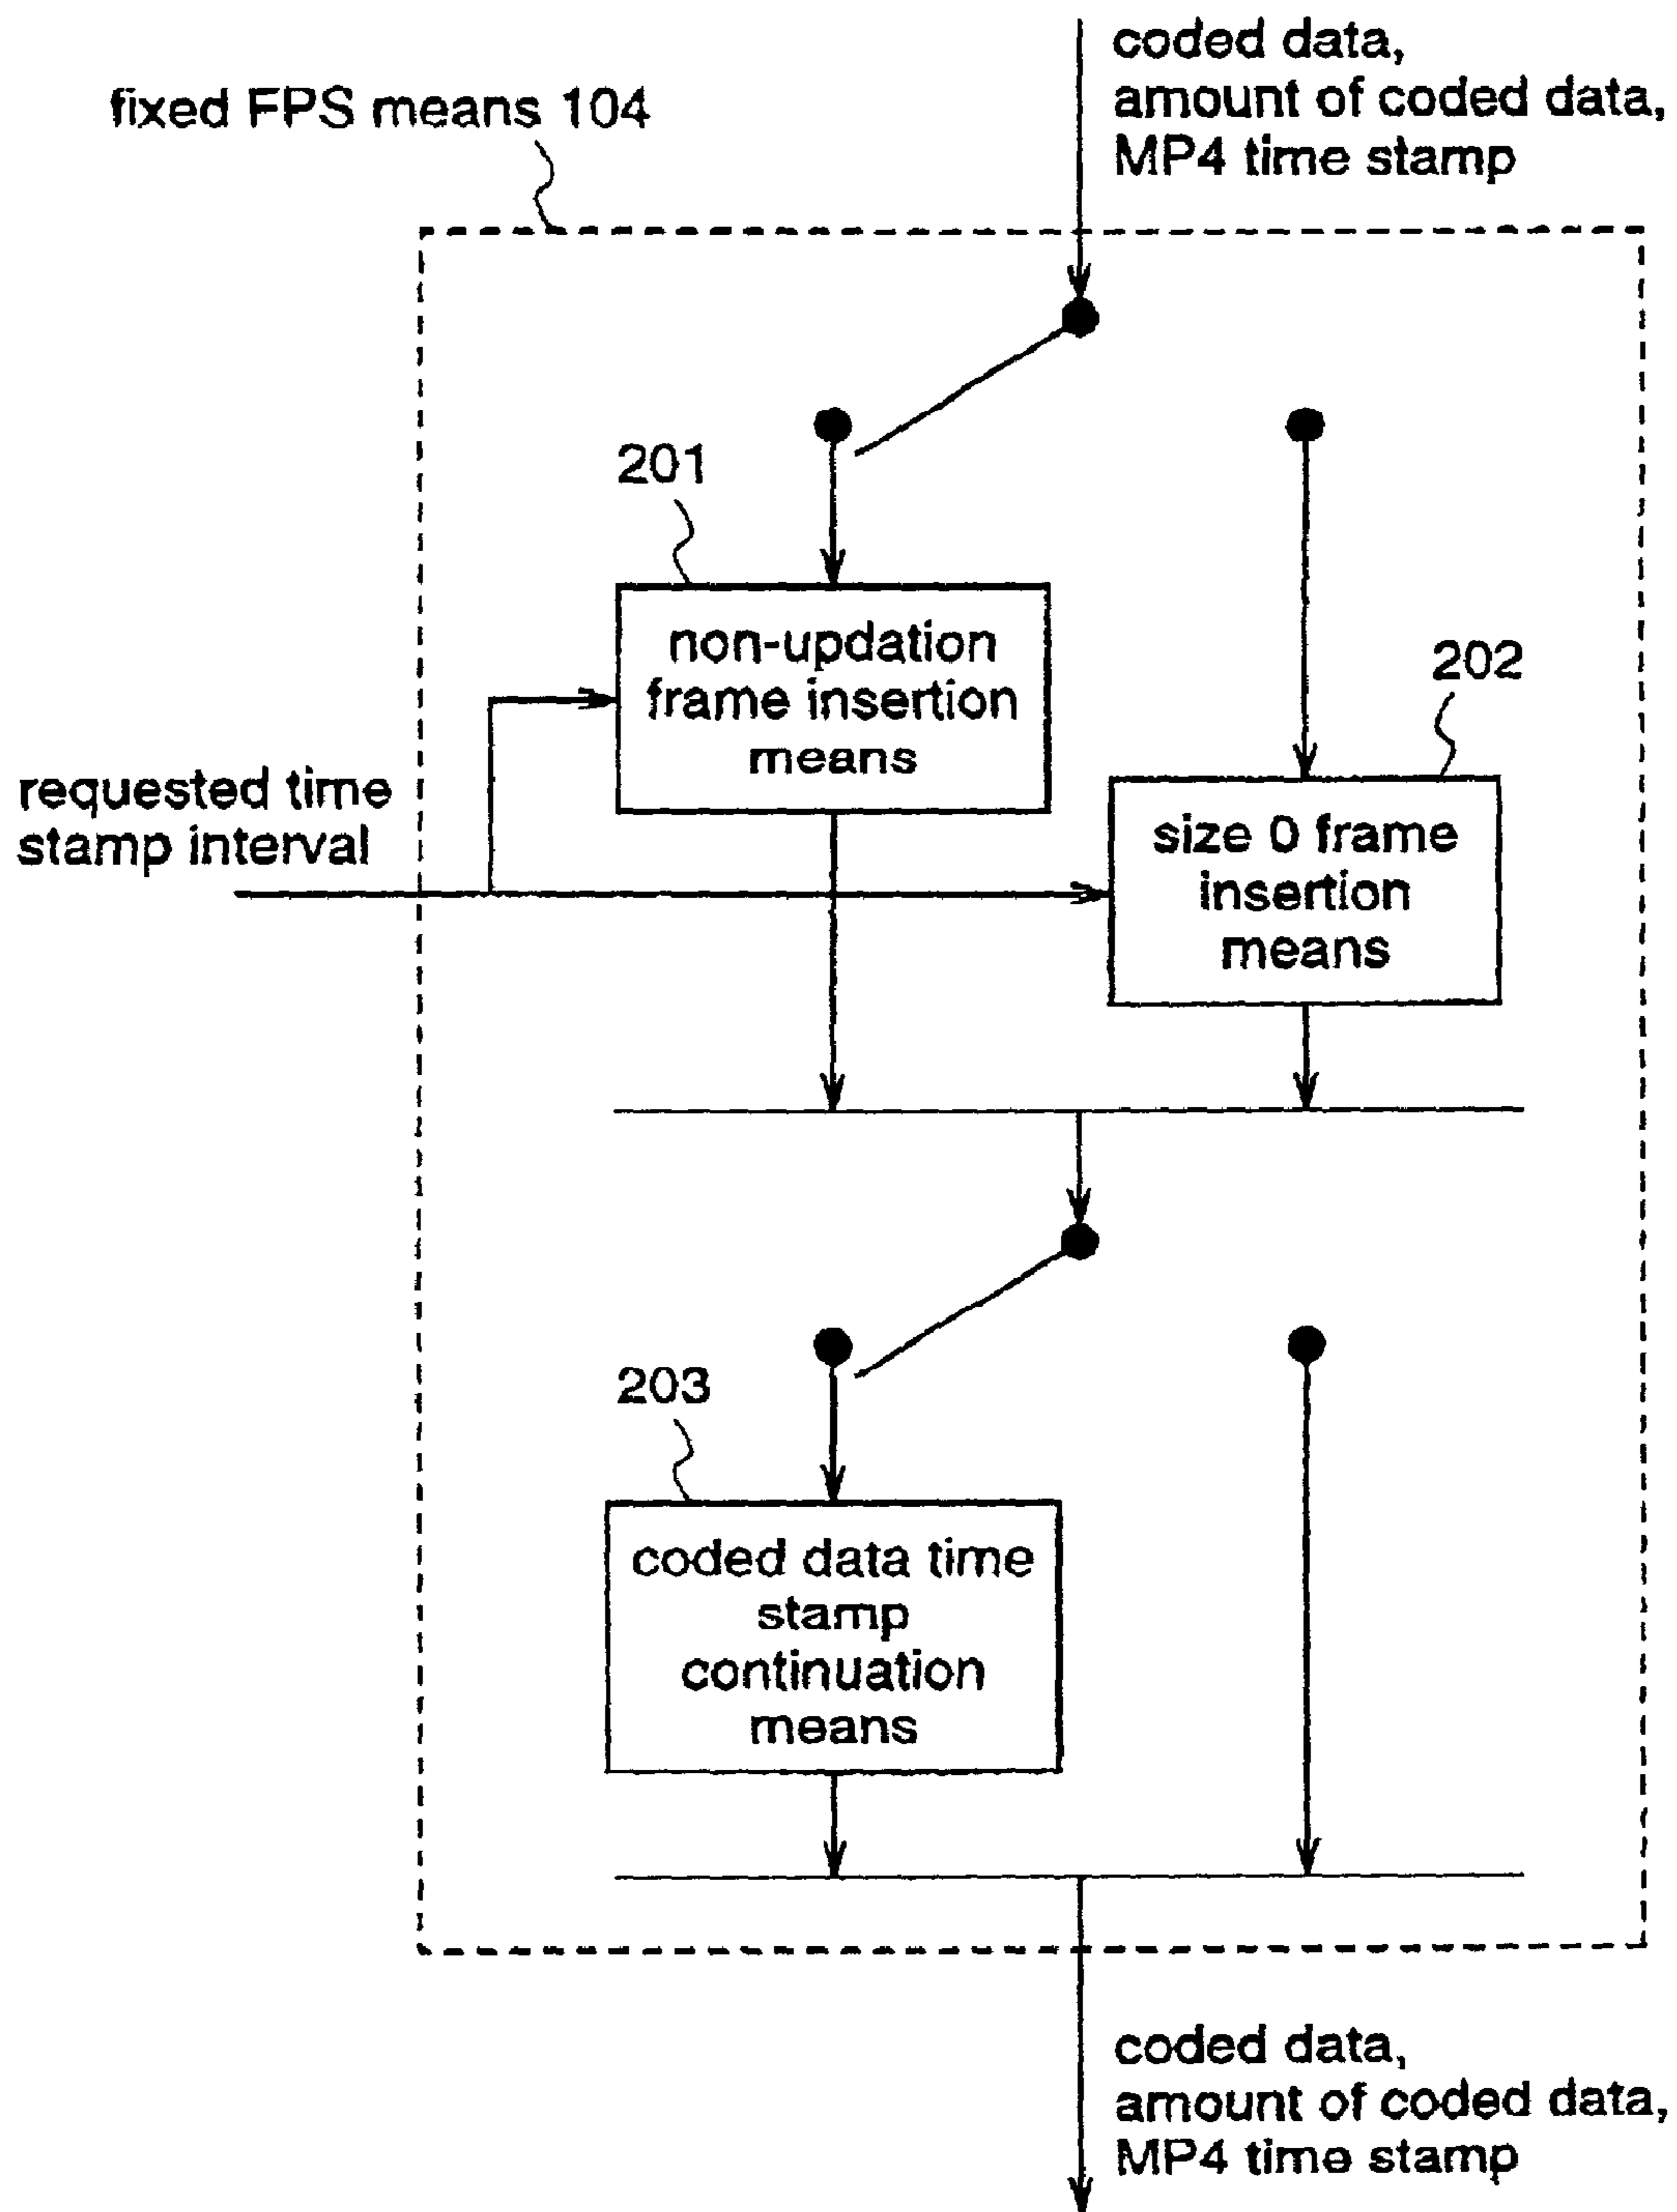 coded data,
amount of coded data,
MP4 time stamp
fixed FPS means 104
201
non-updation
frame insertion
means
202
requested time
stamp interval
size 0 frame
insertion
means
203
coded data time
stamp
continuation
means
coded data,
amount of coded data,
MP4 time stamp